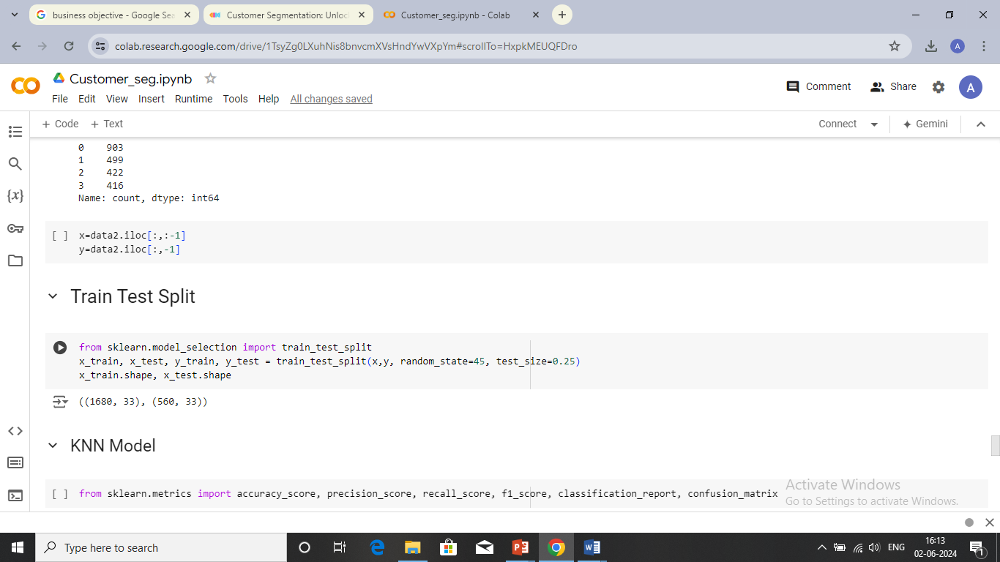 business objective - Google Sea
Customer Segmentation: Unloc
Customer_seg.ipynb - Colab
colab.research.google.com/drive/1TsyZg0LXuhNis8bnvcmXVsHndYwVXpYm#scrollTo=HxpkMEUQFDro
A
Customer_seg.ipynb
File Edit View Insert Runtime Tools Help All changes saved
Comment Share A
+ Code + Text
Connect Gemini
0 903
1 499
2 422
3 416
Name: count, dtype: int64
[ ] x=data2.iloc[:,:-1]
y=data2.iloc[:,-1]
Train Test Split
from sklearn.model_selection import train_test_split
x_train, x_test, y_train, y_test = train_test_split(x,y, random_state=45, test_size=0.25)
x_train.shape, x_test.shape
((1680, 33), (560, 33))
KNN Model
[ ] from sklearn.metrics import accuracy_score, precision_score, recall_score, f1_score, classification_report, confusion_matrix
Activate Windows
Go to Settings to activate Windows.
Type here to search
ENG
16:13
02-06-2024
1